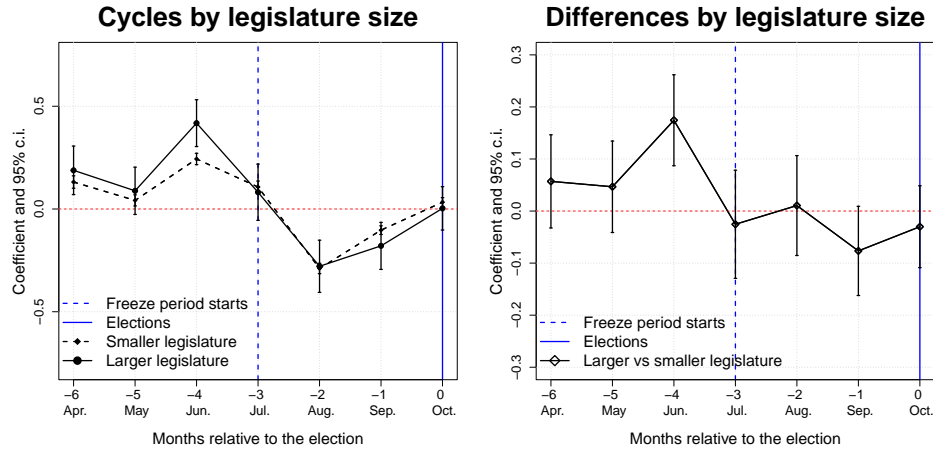 Cycles by legislature size
Coefficient and 95% c.i.
0.5
0.0
−0.5
Freeze period starts
Elections
Smaller legislature
Larger legislature
−6 −5 −4 −3 −2 −1 0
Apr. May Jun. Jul. Aug. Sep. Oct.
Months relative to the election
Differences by legislature size
Coefficient and 95% c.i.
0.3
0.2
0.1
0.0
−0.1
−0.2
−0.3
Freeze period starts
Elections
Larger vs smaller legislature
−6 −5 −4 −3 −2 −1 0
Apr. May Jun. Jul. Aug. Sep. Oct.
Months relative to the election